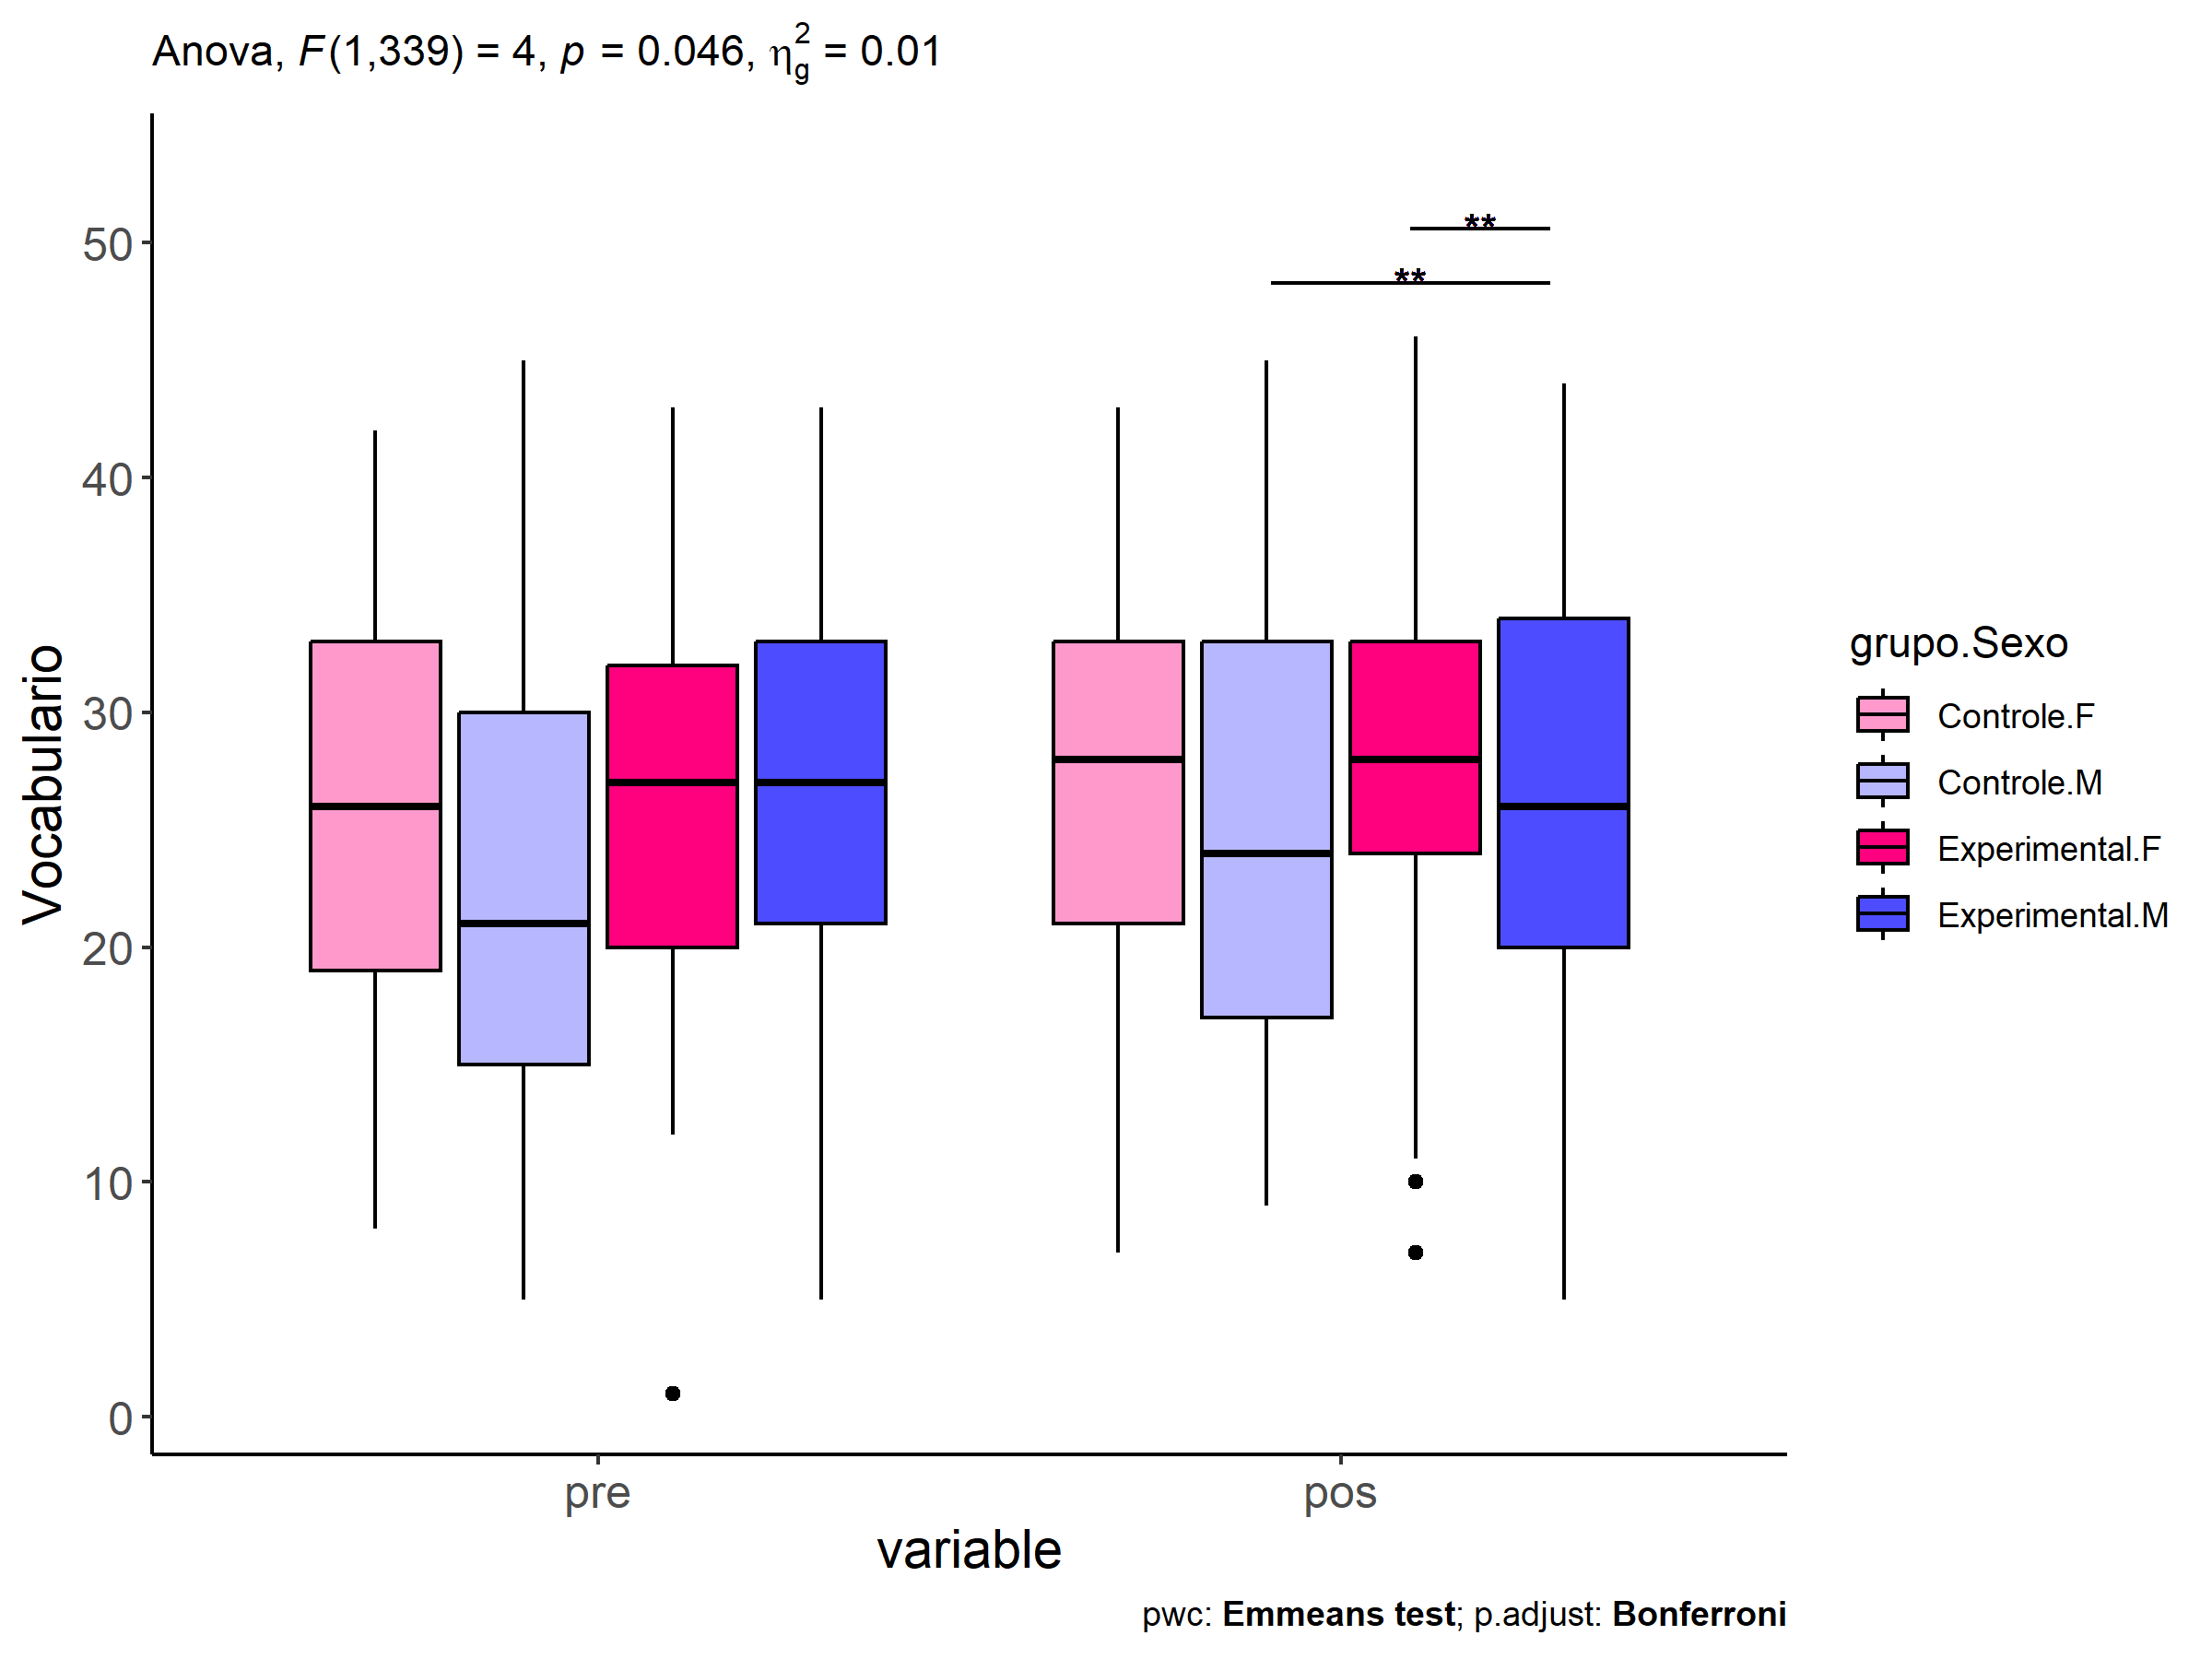 Anova, F(1,339) = 4, p = 0.046, η²g = 0.01
**
**
50
40
30
20
10
0
Vocabulario
pre
pos
variable
grupo.Sexo
Controle.F
Controle.M
Experimental.F
Experimental.M
pwc: Emmeans test; p.adjust: Bonferroni